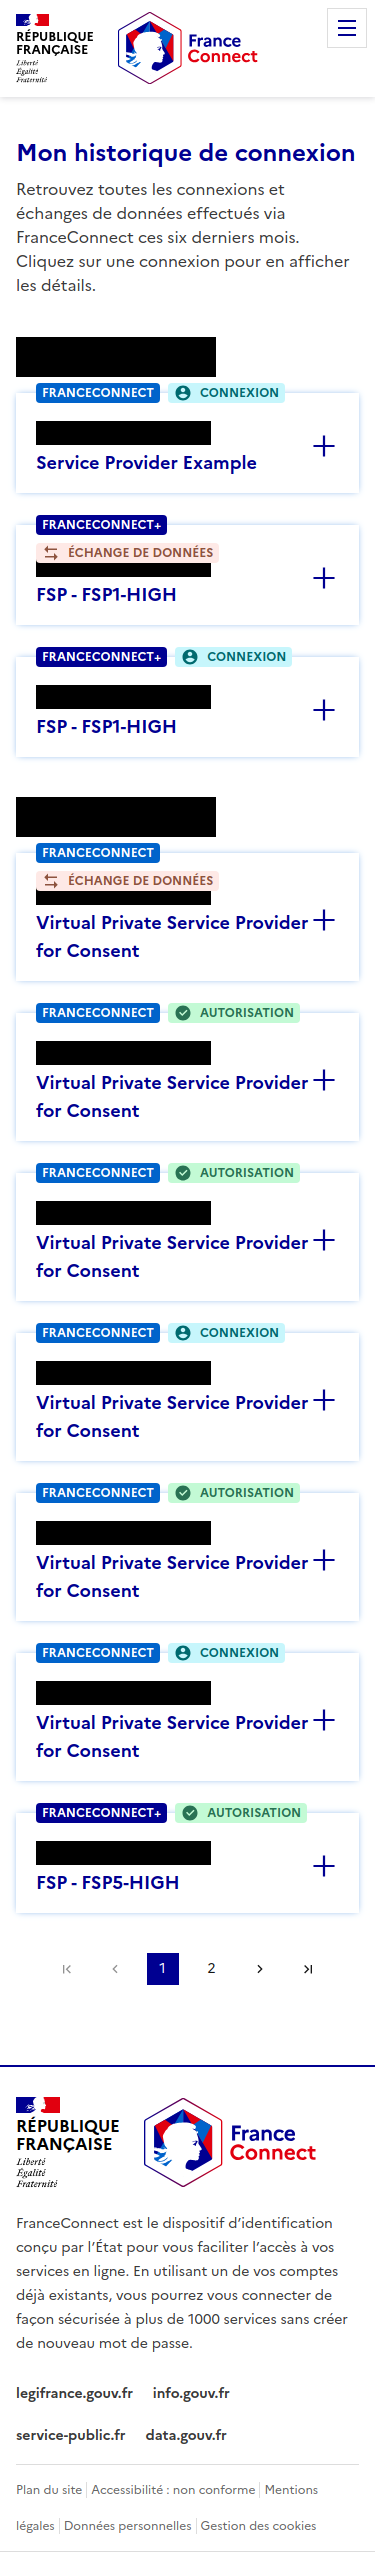 RÉPUBLIQUE
FRANÇAISE
Liberté
Égalité
Fraternité
France
Connect
Mon historique de connexion
Retrouvez toutes les connexions et
échanges de données effectués via
FranceConnect ces six derniers mois.
Cliquez sur une connexion pour en afficher
les détails.
FRANCECONNECT CONNEXION
Service Provider Example
FRANCECONNECT+
ÉCHANGE DE DONNÉES
FSP - FSP1-HIGH
FRANCECONNECT+ CONNEXION
FSP - FSP1-HIGH
FRANCECONNECT
ÉCHANGE DE DONNÉES
Virtual Private Service Provider
for Consent
FRANCECONNECT AUTORISATION
Virtual Private Service Provider
for Consent
FRANCECONNECT AUTORISATION
Virtual Private Service Provider
for Consent
FRANCECONNECT CONNEXION
Virtual Private Service Provider
for Consent
FRANCECONNECT AUTORISATION
Virtual Private Service Provider
for Consent
FRANCECONNECT CONNEXION
Virtual Private Service Provider
for Consent
FRANCECONNECT+ AUTORISATION
FSP - FSP5-HIGH
1 2
RÉPUBLIQUE
FRANÇAISE
Liberté
Égalité
Fraternité
France
Connect
FranceConnect est le dispositif d’identification
conçu par l’État pour vous faciliter l’accès à vos
services en ligne. En utilisant un de vos comptes
déjà existants, vous pourrez vous connecter de
façon sécurisée à plus de 1000 services sans créer
de nouveau mot de passe.
legifrance.gouv.fr info.gouv.fr
service-public.fr data.gouv.fr
Plan du site Accessibilité : non conforme Mentions
légales Données personnelles Gestion des cookies